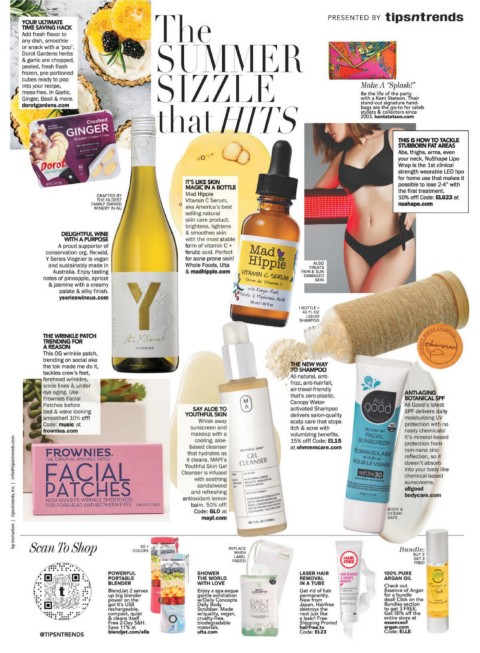 YOUR ULTIMATE
TIME SAVING HACK
Add fresh flavor to
any dish, smoothie
or snack with a 'pop'.
Dorot Gardens herbs
& garlic are chopped,
peeled, fresh flash
frozen, pre-portioned
cubes ready to pop
into your recipe,
mess-free. In Garlic,
Ginger, Basil & more.
dorotgardens.com
The
SUMMER
SIZZLE
that HITS
PRESENTED BY tipsntrends
Make A "Splash!"
Be the life of the party
with a Kent Stetson. Their
stand-out signature hand-
bags are the go-to for celeb
stylists & collectors since
2003. kentstetson.com
Crushed
GINGER
Dorot
CRAFTED BY
THE OLDEST
FAMILY OWNED
WINERY IN AU
DELIGHTFUL WINE
WITH A PURPOSE
A proud supporter of
conservation org. Re:wild,
Y Series Viognier is vegan
and sustainably-made in
Australia. Enjoy tasting
notes of pineapple, apricot
& jasmine with a creamy
palate & silky finish.
yserieswineus.com
Y
IT'S LIKE SKIN
MAGIC IN A BOTTLE
Mad Hippie
Vitamin C Serum,
aka America's best
selling natural
skin care product,
brightens, tightens
& smoothes skin
with the most stable
form of vitamin c +
ferulic acid. Perfect
for acne prone skin!
Whole Foods, Ulta
& madhippie.com
Mad
Hippie
VITAMIN C SERUM
THIS IS HOW TO TACKLE
STUBBORN FAT AREAS
Abs, thighs, arms, even
your neck, NuShape Lipo
Wrap is the 1st clinical
strength wearable LED lipo
for home use that makes it
possible to lose 2-4" with
the first treatment.
10% off! Code: ELE23 at
nushape.com
ALSO
TREATS
PAIN & SUN
DAMAGED
SKIN
1 BOTTLE =
42 FL OZ
LIQUID
SHAMPOO
THE WRINKLE PATCH
TRENDING FOR
A REASON
This OG wrinkle patch,
trending on social aka
the tok made me do it,
tackles crow's feet,
forehead wrinkles,
smile lines & under
eye aging. Use
Frownies Facial
Patches before
bed & wake looking
smoother! 10% off!
Code: music at
frownies.com
FROWNIES.
THE ORIGINAL WRINKLE PATCH
FACIAL
PATCHES
NON-INVASIVE WRINKLE SMOOTHERS
FOR FOREHEAD AND BETWEEN EYES
SAY ALOE TO
YOUTHFUL SKIN
Whisk away
sunscreen and
makeup with a
cooling, aloe-
based cleanser
that hydrates as
it cleans. MAPI's
Youthful Skin Gel
Cleanser is infused
with soothing
sandalwood
and refreshing
antioxidant lemon
balm. 50% off!
Code: GLO at
mapi.com
GEL
CLEANSER
THE NEW WAY
TO SHAMPOO
All-natural, anti-
frizz, anti-hairfall,
air-travel-friendly
that's zero-plastic.
Canopy Water-
activated Shampoo
delivers salon-quality
scalp care that stops
itch & acne with
volumizing benefits.
15% off! Code: EL15
ohmmmcare.com
All
good
MINERAL
FACIAL
SUNSCREEN
ECRAN SOLAIRE
MINERAL
POUR LE VISAGE
SPF 30
BODY &
OCEAN
SAFE
ANTI-AGING
BOTANICAL SPF
All Good's latest
SPF delivers daily
moisturizing UV
protection with no
nasty chemicals!
It's mineral-based
protection from
non-nano zinc
reflection, so it
doesn't absorb
into your body like
chemical-based
sunscreens.
allgood
bodycare.com
Scan To Shop
@TIPSNTRENDS
30+
COLORS
POWERFUL
PORTABLE
BLENDER
BlendJet 2 serves
up big blender
power on the
go! It's USB
rechargeable,
compact, quiet
& cleans itself.
Free 2-Day S&H.
Save 11% at
blendjet.com/elle
SHOWER
THE WORLD
WITH LOVE
Enjoy a spa-esque
gentle exfoliation
w/Daily Concepts
Daily Body
Scrubber. Made
w/quality, vegan,
cruelty-free,
biodegradable
materials.
ulta.com
REPLACE
WHEN
LABEL
FADES!
LASER HAIR
REMOVAL
IN A TUBE
Get rid of hair
permanently. New
from Japan, Hairfree
destroys the root
just like a laser!
Free Shipping
Promo! at
hairfree.tv
Code: EL23
HAIR
FREE
Bundle:
BUY 2
GET 3
FREE!
100% PURE
ARGAN OIL
Check out
Essence of Argan
for a bundle
deal! Click on the
Bundles section
to get 3 FREE.
Get 50% off the
entire store at
essenceof
argan.com
Code: ELLE